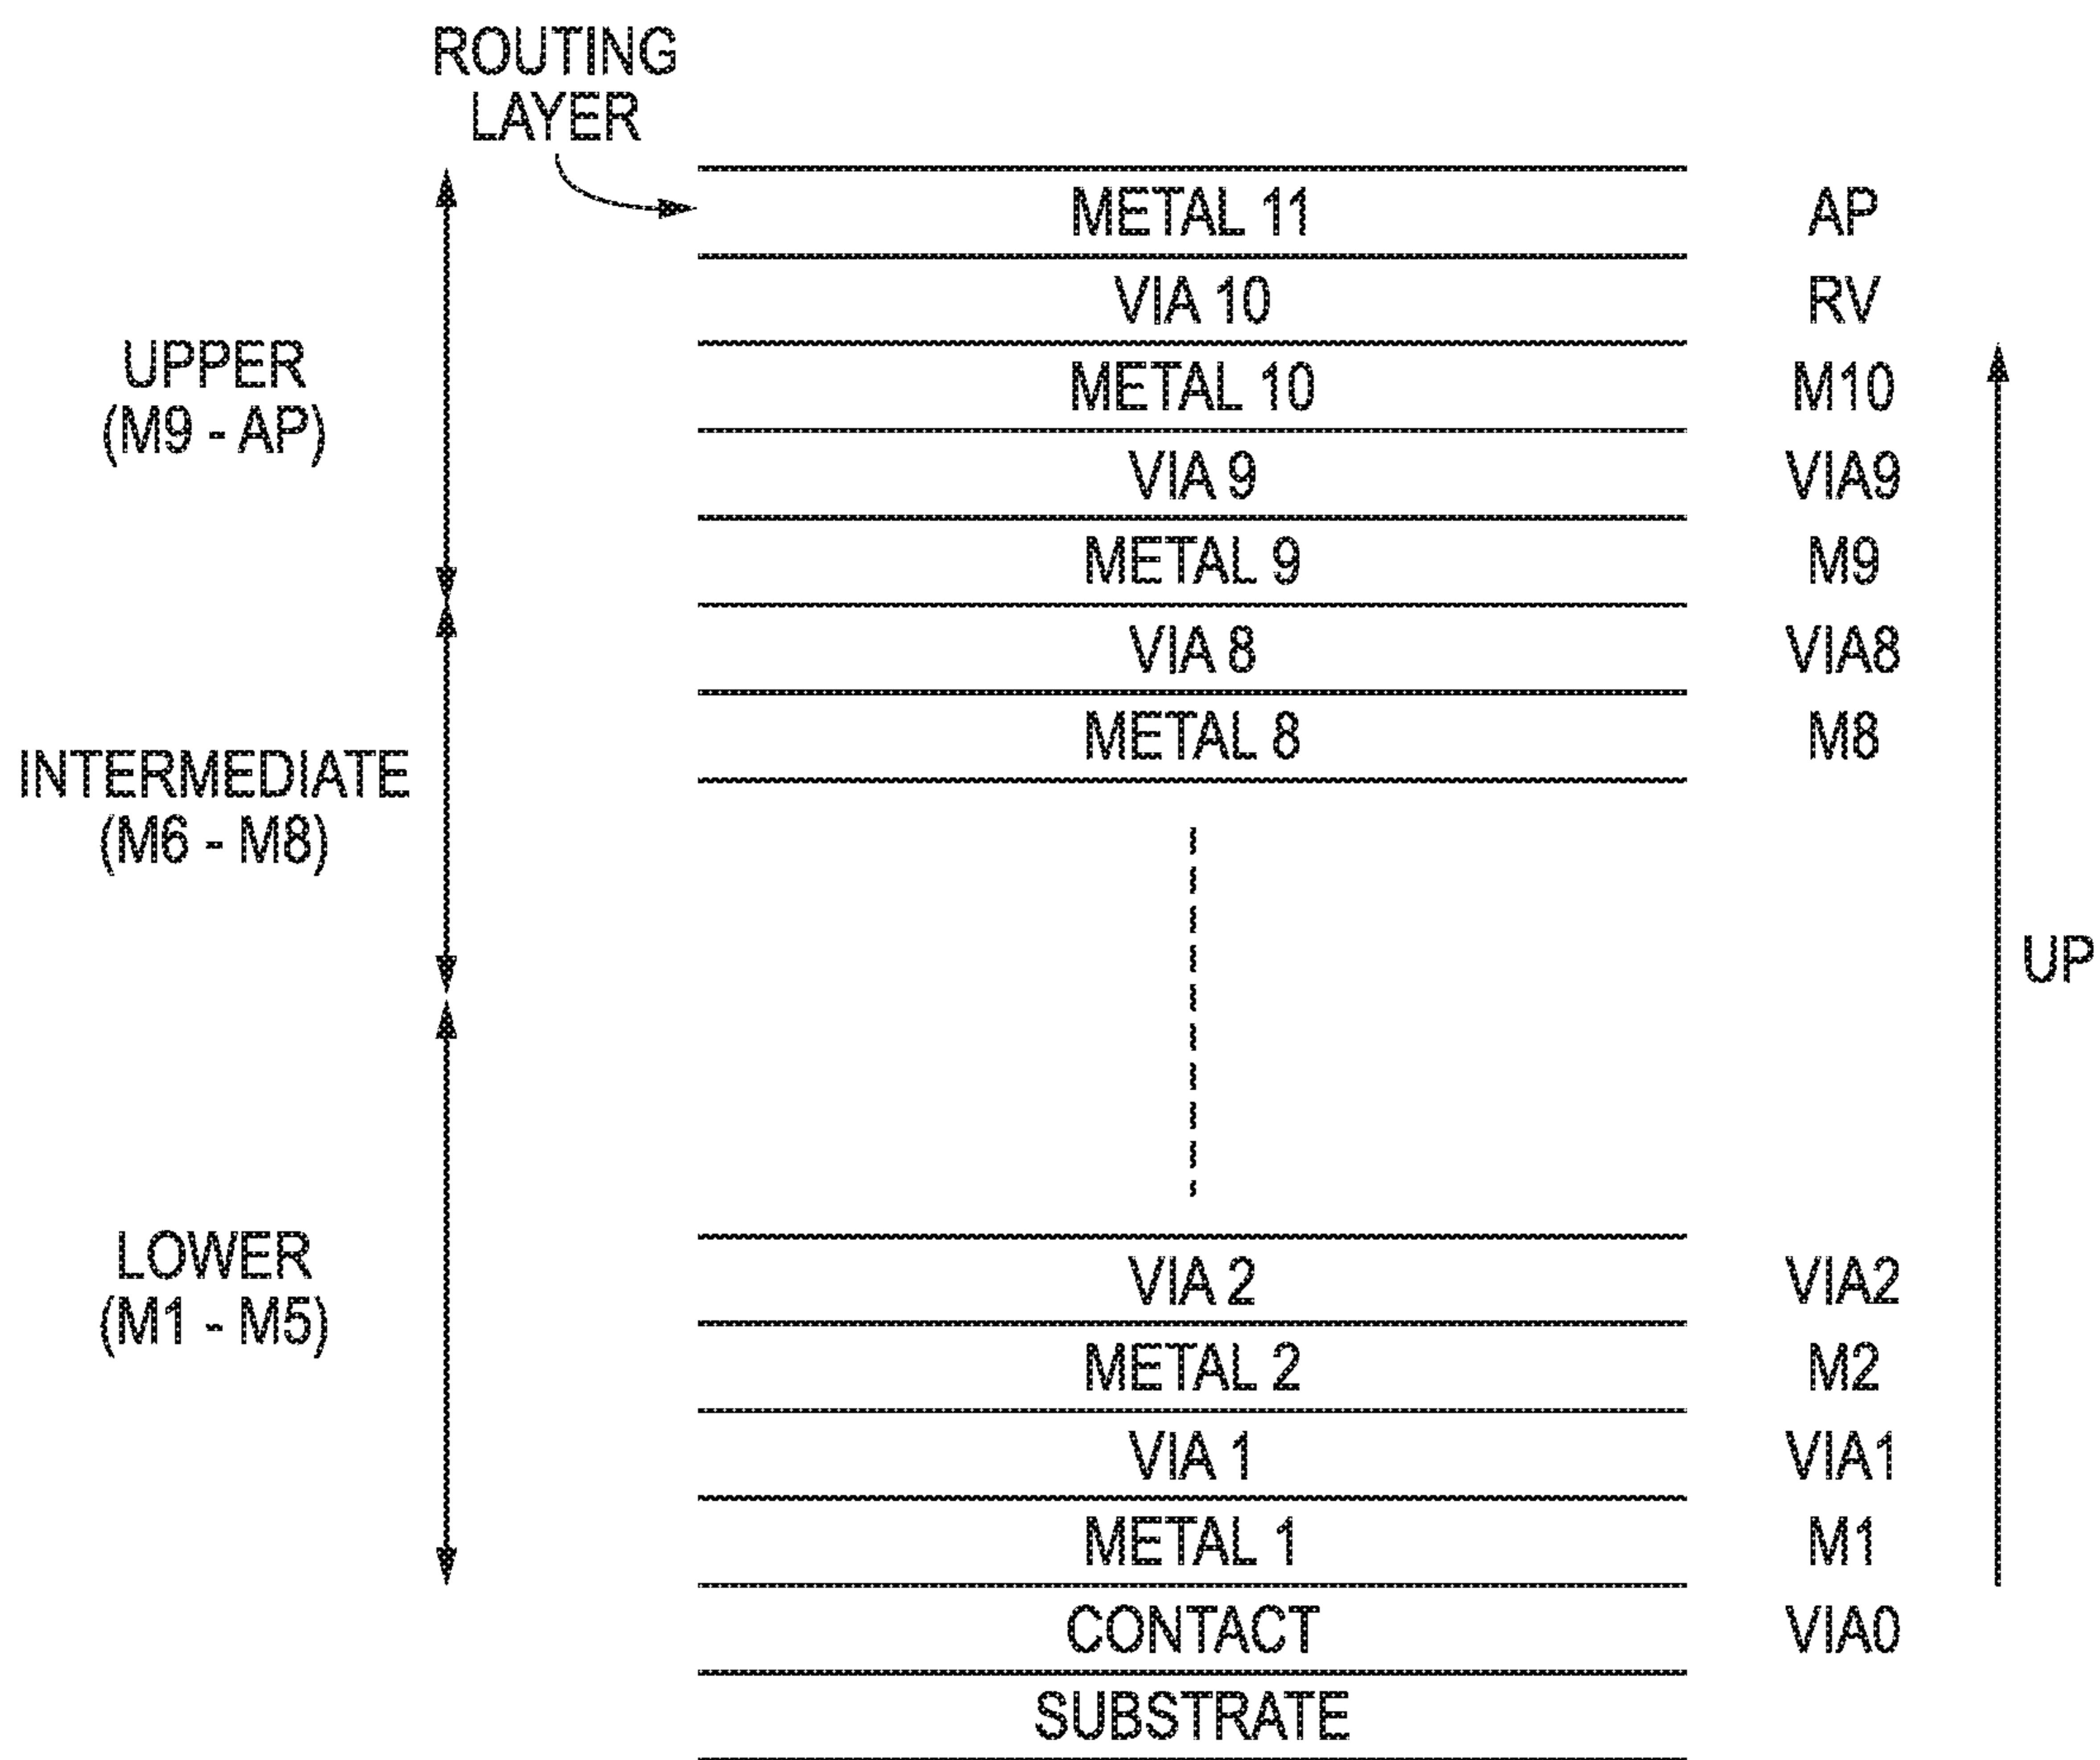 ROUTING
LAYER
METAL 11 AP
VIA 10 RV
UPPER
(M9 - AP)
METAL 10 M10
VIA 9 VIA9
METAL 9 M9
VIA 8 VIA8
METAL 8 M8
INTERMEDIATE
(M6 - M8)
UP
LOWER
(M1 - M5)
VIA 2 VIA2
METAL 2 M2
VIA 1 VIA1
METAL 1 M1
CONTACT VIA0
SUBSTRATE